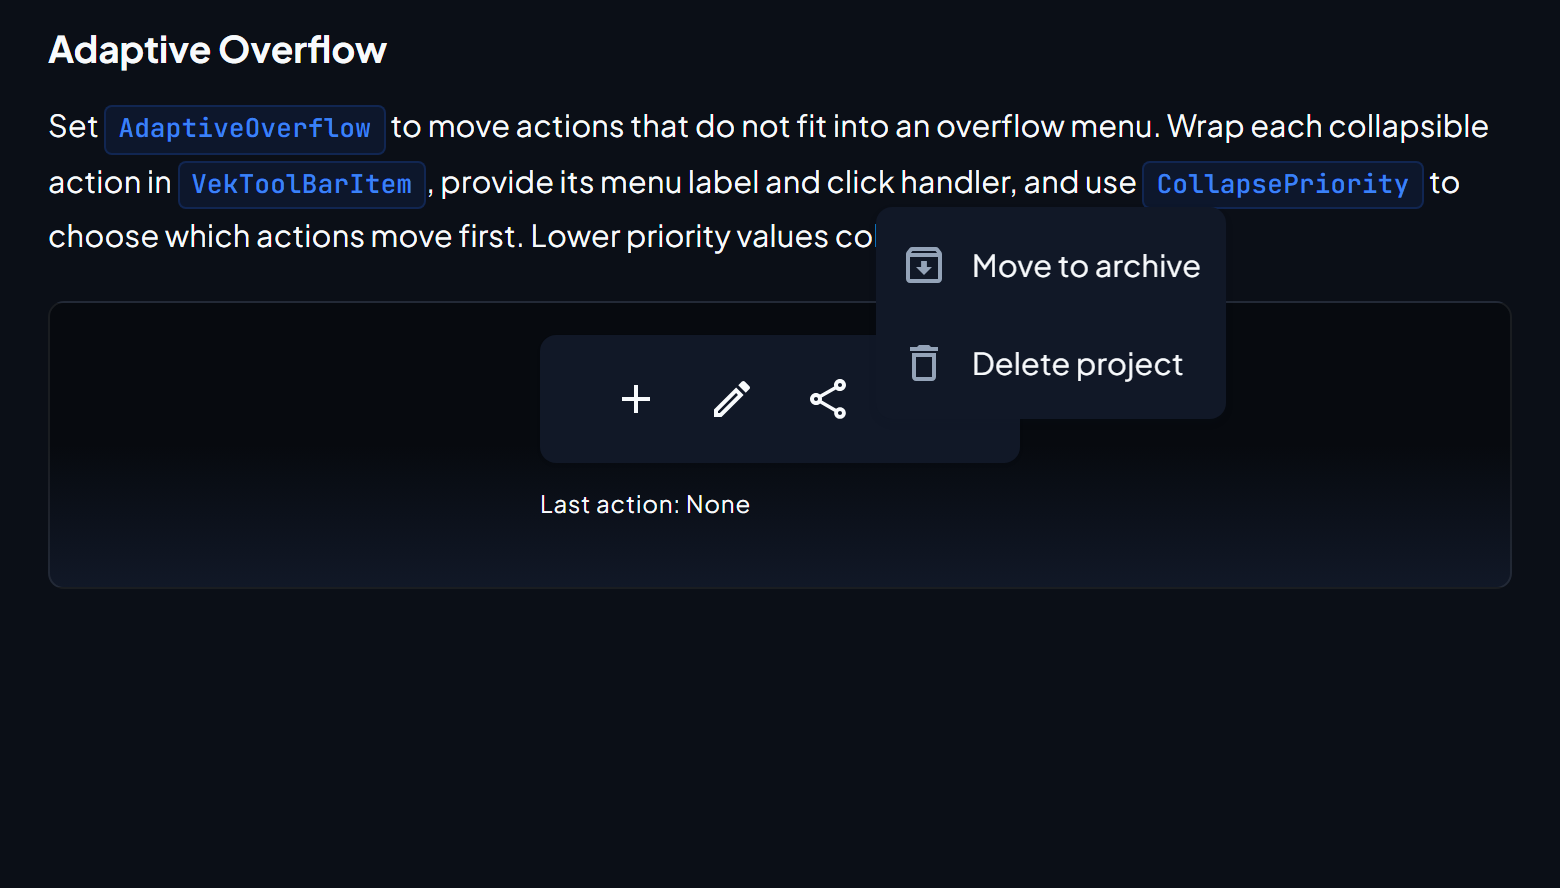 Adaptive Overflow
Set AdaptiveOverflow to move actions that do not fit into an overflow menu. Wrap each collapsible
action in VekToolBarItem, provide its menu label and click handler, and use CollapsePriority to
choose which actions move first. Lower priority values
Move to archive
Delete project
Last action: None